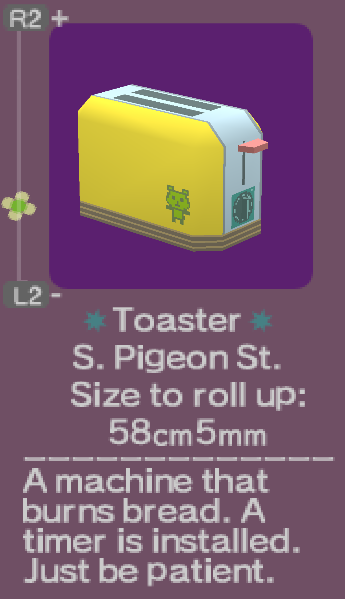 R2 +
L2 -
Toaster
S. Pigeon St.
Size to roll up:
58cm5mm
A machine that
burns bread. A
timer is installed.
Just be patient.